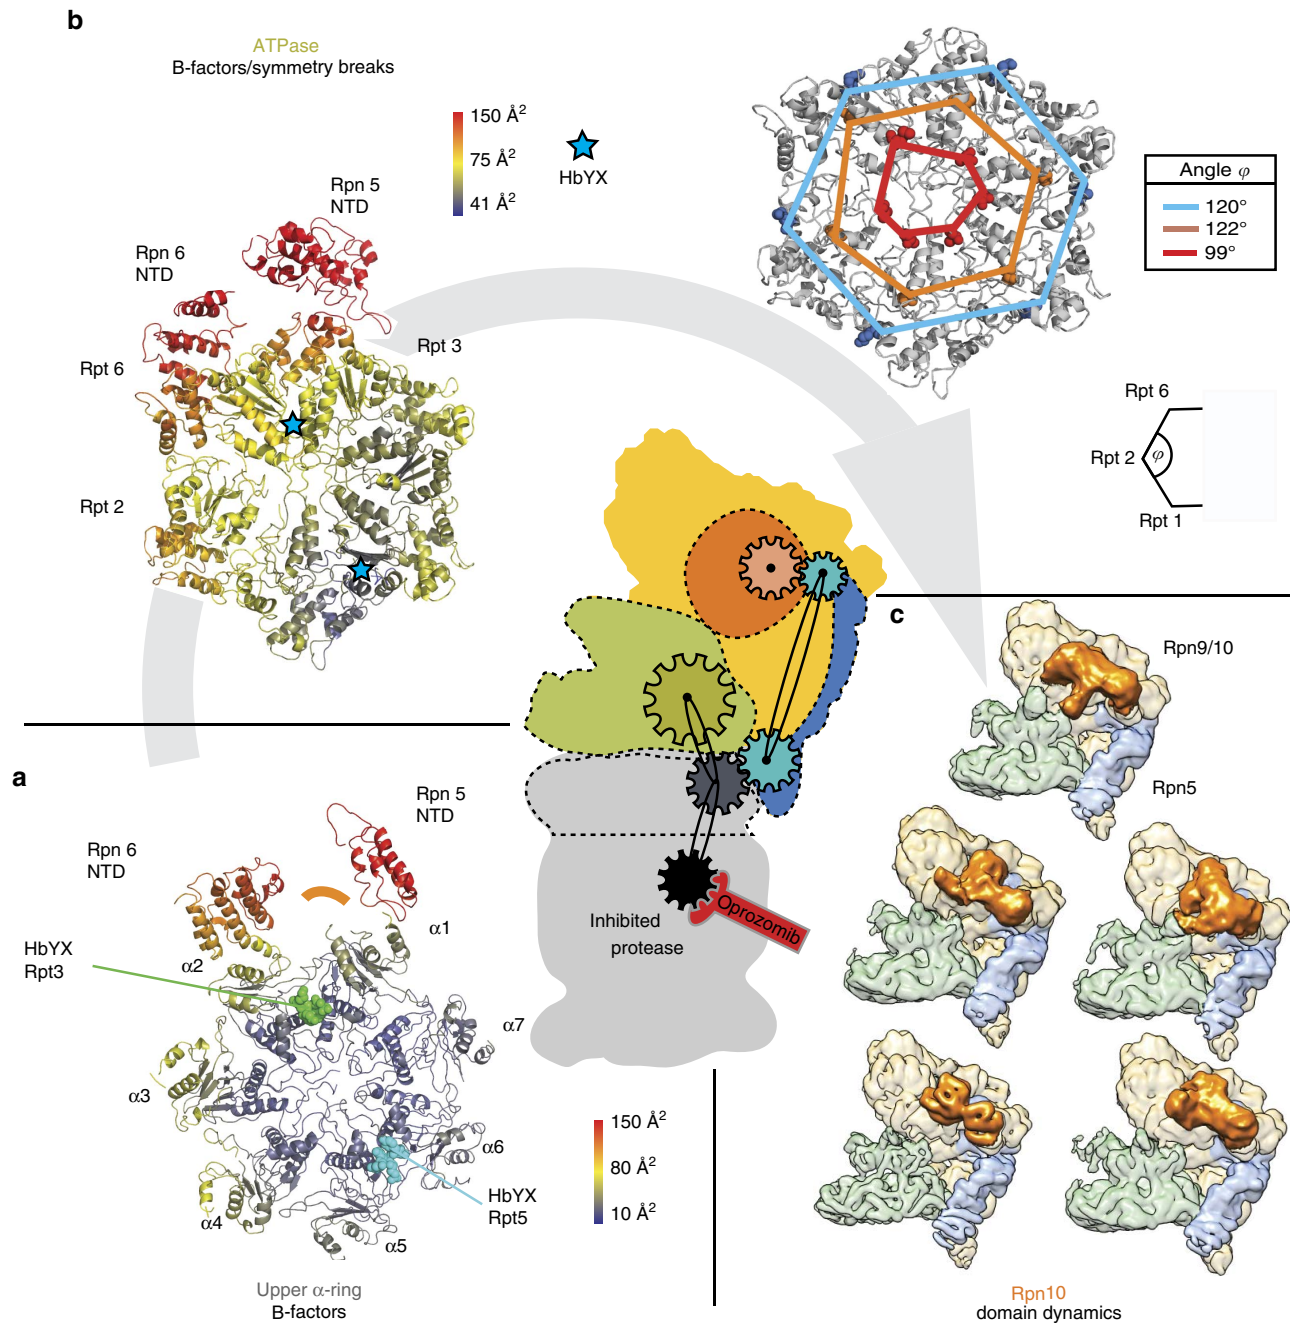 b
ATPase
B-factors/symmetry breaks
150 Å2
75 Å2
41 Å2
HbYX
Rpn 5
NTD
Rpn 6
NTD
Rpt 6
Rpt 3
Rpt 2
Angle φ
120°
122°
99°
Rpt 6
Rpt 2
φ
Rpt 1
c
Rpn9/10
Rpn5
Rpn10
domain dynamics
Inhibited
protease
Oprozomib
a
Rpn 5
NTD
Rpn 6
NTD
HbYX
Rpt3
α1
α2
α3
α4
α5
α6
α7
HbYX
Rpt5
150 Å2
80 Å2
10 Å2
Upper α-ring
B-factors